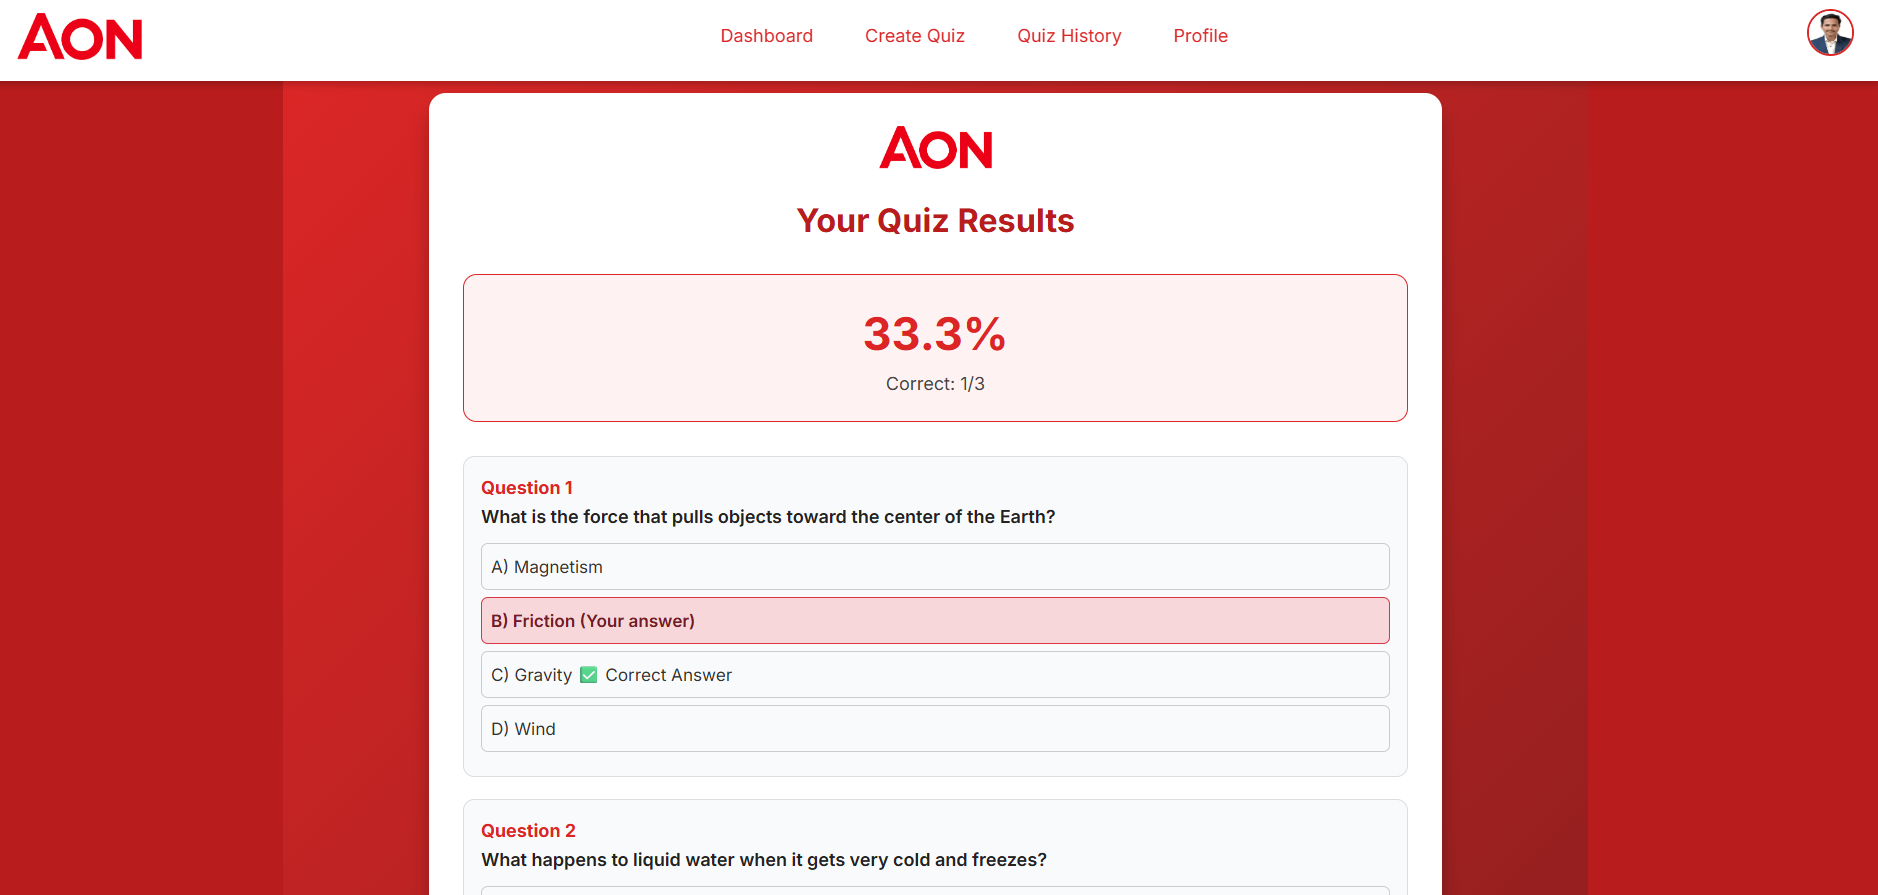 AON
Dashboard
Create Quiz
Quiz History
Profile
AON
Your Quiz Results
33.3%
Correct: 1/3
Question 1
What is the force that pulls objects toward the center of the Earth?
A) Magnetism
B) Friction (Your answer)
C) Gravity ✅ Correct Answer
D) Wind
Question 2
What happens to liquid water when it gets very cold and freezes?